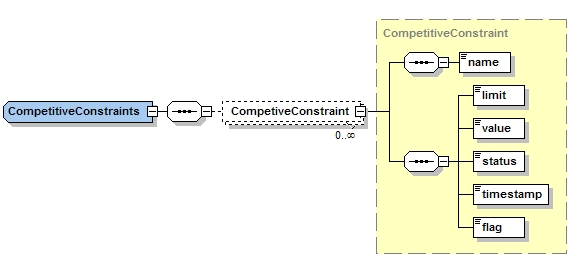 CompetitiveConstraint
name
CompetitiveConstraints
CompetiveConstraint
0..∞
limit
value
status
timestamp
flag